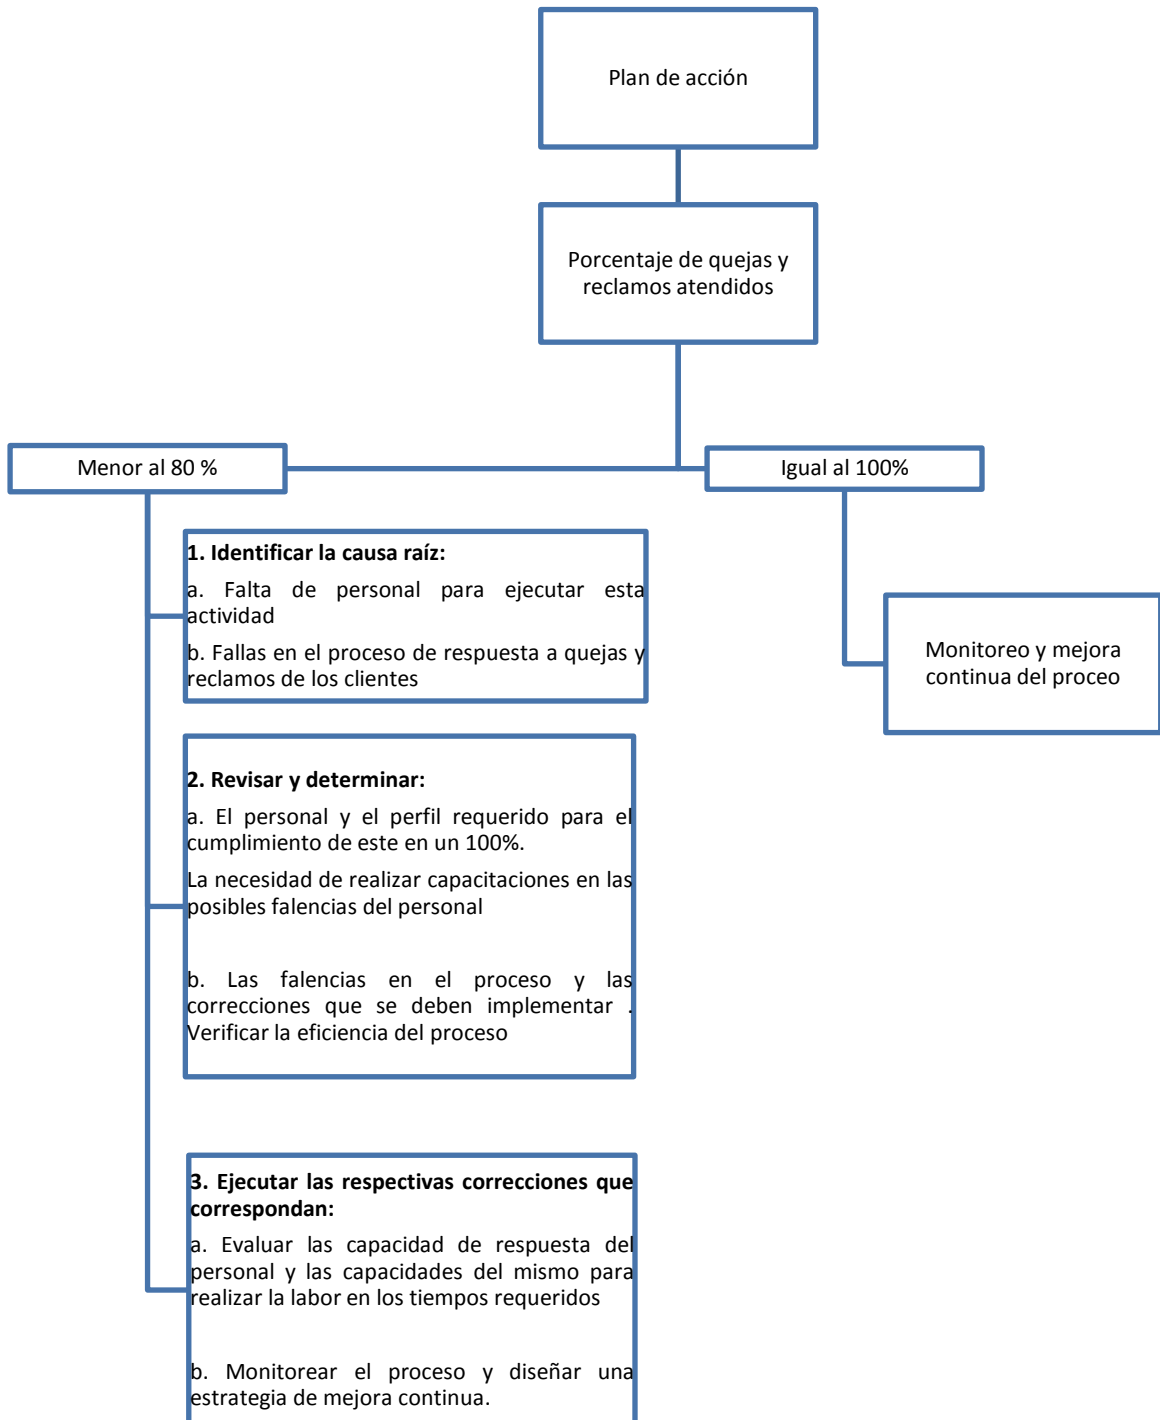 Plan de acción
Porcentaje de quejas y
reclamos atendidos
Menor al 80 %
Igual al 100%
1. Identificar la causa raíz:
a. Falta de personal para ejecutar esta
actividad
b. Fallas en el proceso de respuesta a quejas y
reclamos de los clientes
Monitoreo y mejora
continua del proceo
2. Revisar y determinar:
a. El personal y el perfil requerido para el
cumplimiento de este en un 100%.
La necesidad de realizar capacitaciones en las
posibles falencias del personal
b. Las falencias en el proceso y las
correcciones que se deben implementar .
Verificar la eficiencia del proceso
3. Ejecutar las respectivas correcciones que
correspondan:
a. Evaluar las capacidad de respuesta del
personal y las capacidades del mismo para
realizar la labor en los tiempos requeridos
b. Monitorear el proceso y diseñar una
estrategia de mejora continua.